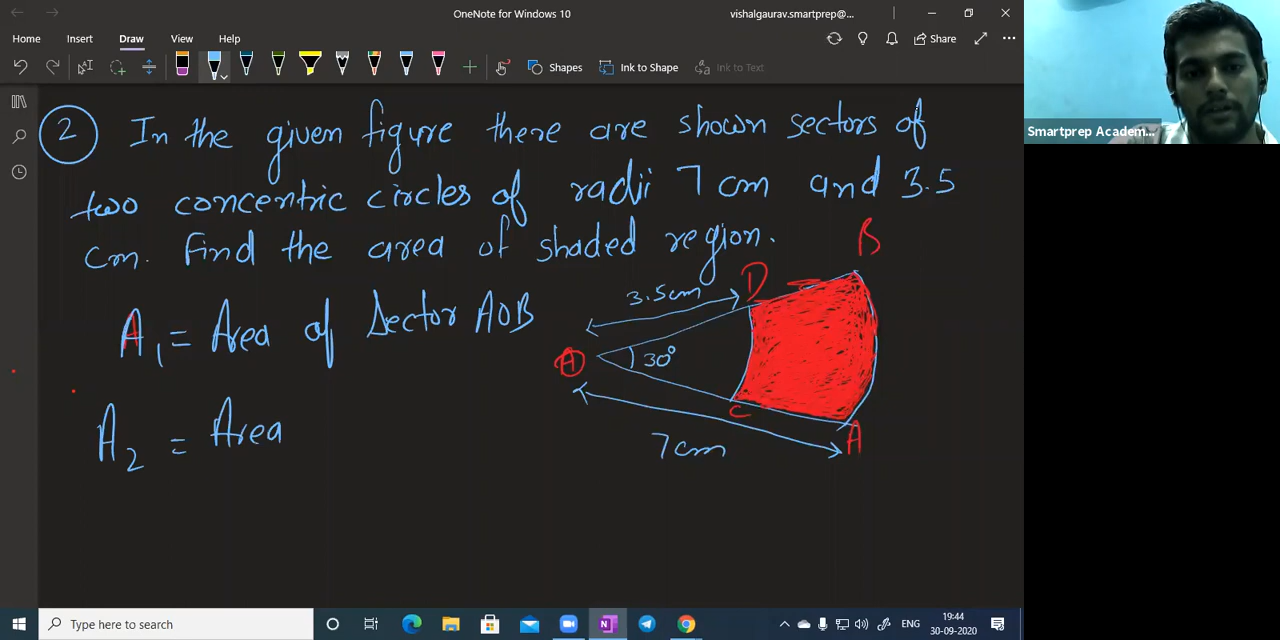 OneNote for Windows 10
vishalgaurav.smartprep@...
Home Insert Draw View Help
Share
Shapes Ink to Shape Ink to Text
Smartprep Academ...
2 In the given figure there are shown sectors of
two concentric circles of radii 7 cm and 3.5
cm. Find the area of shaded region.
B
D
3.5cm
A1 = Area of Sector AOB
O
30°
C
A
7cm
A2 = Area
Type here to search
ENG
19:44
30-09-2020